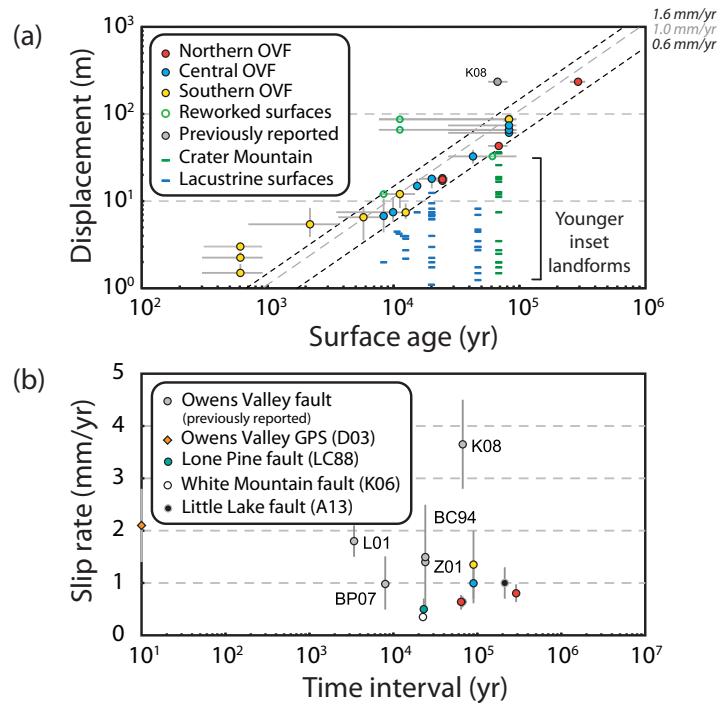 (a)
1.6 mm/yr
1.0 mm/yr
0.6 mm/yr
Displacement (m)
10³
10²
10¹
10⁰
Northern OVF
Central OVF
Southern OVF
Reworked surfaces
Previously reported
Crater Mountain
Lacustrine surfaces
K08
Younger
inset
landforms
10² 10³ 10⁴ 10⁵ 10⁶
Surface age (yr)
(b)
Slip rate (mm/yr)
5
4
3
2
1
0
Owens Valley fault
(previously reported)
Owens Valley GPS (D03)
Lone Pine fault (LC88)
White Mountain fault (K06)
Little Lake fault (A13)
K08
BC94
L01
Z01
BP07
10¹ 10² 10³ 10⁴ 10⁵ 10⁶ 10⁷
Time interval (yr)